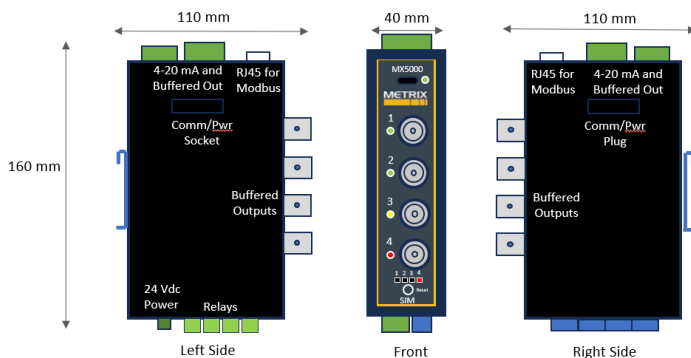 110 mm
40 mm
110 mm
160 mm
4-20 mA and
Buffered Out
RJ45 for
Modbus
Comm/Pwr
Socket
Buffered
Outputs
24 Vdc
Power
Relays
Left Side
MX5000
METRIX
1
2
3
4
1 2 3 4
Reset
SIM
Front
RJ45 for
Modbus
4-20 mA and
Buffered Out
Comm/Pwr
Plug
Buffered
Outputs
Right Side